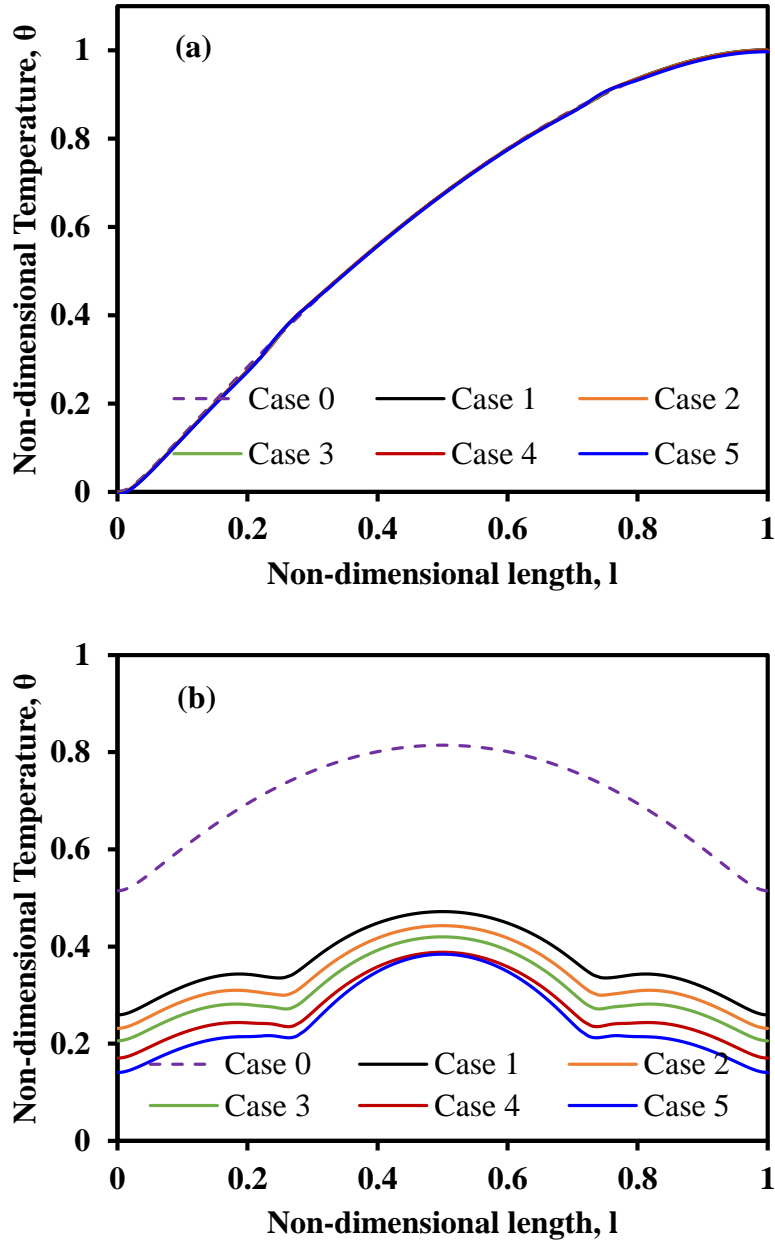 (a)
Non-dimensional Temperature, θ
1
0.8
0.6
0.4
0.2
0
Case 0 Case 1 Case 2
Case 3 Case 4 Case 5
0 0.2 0.4 0.6 0.8 1
Non-dimensional length, l
(b)
Non-dimensional Temperature, θ
1
0.8
0.6
0.4
0.2
0
Case 0 Case 1 Case 2
Case 3 Case 4 Case 5
0 0.2 0.4 0.6 0.8 1
Non-dimensional length, l